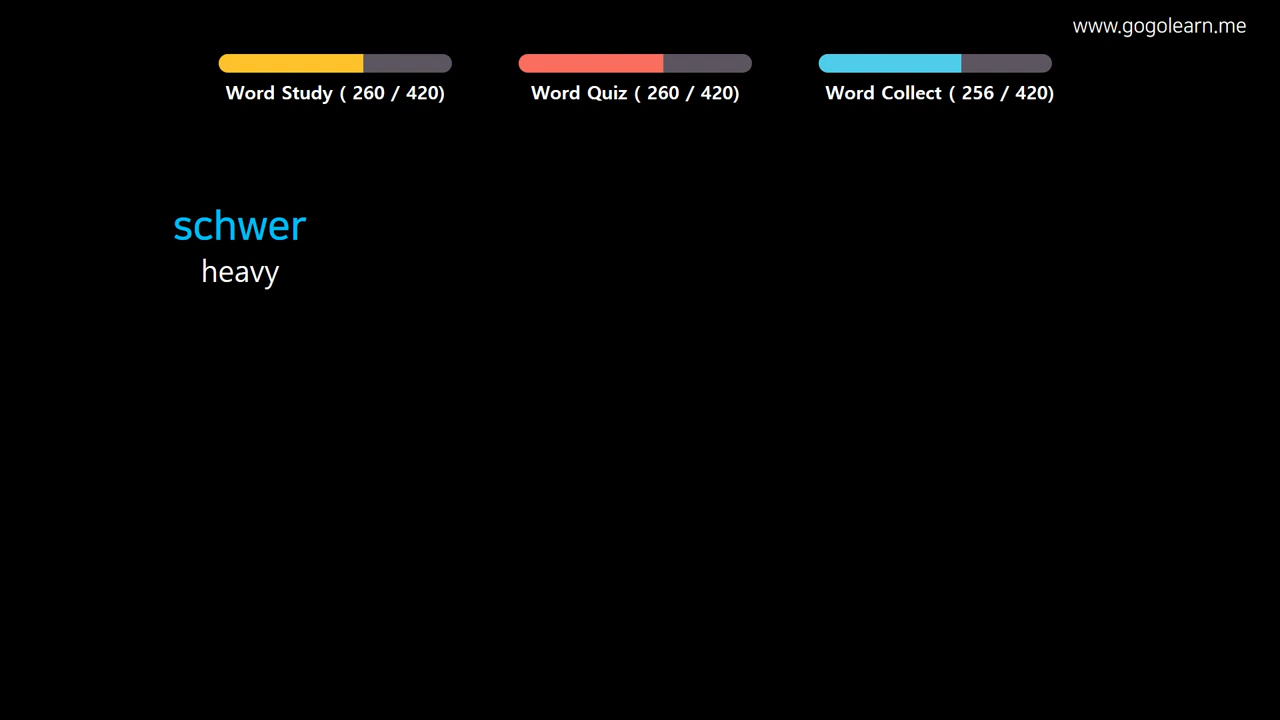 www.gogolearn.me
Word Study ( 260 / 420)
Word Quiz ( 260 / 420)
Word Collect ( 256 / 420)
schwer
heavy